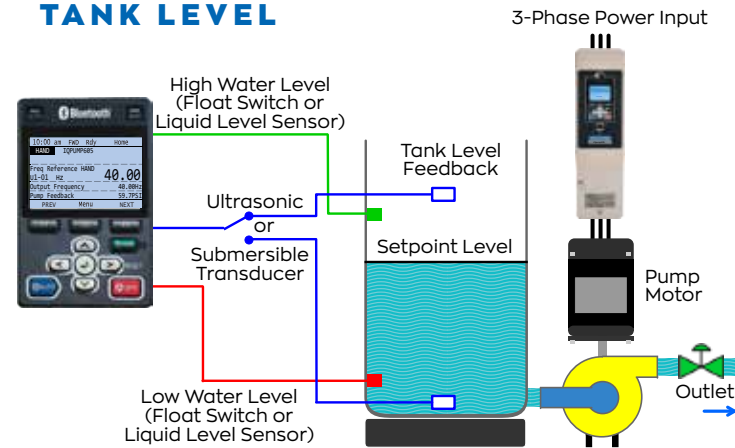 TANK LEVEL
3-Phase Power Input
High Water Level
(Float Switch or
Liquid Level Sensor)
Bluetooth
10:00 am FWD Rdy Home
HAND IQPUMP605
Freq Reference HAND
U1-01 Hz 40.00
Output Frequency 40.00Hz
Pump Feedback 59.7PSI
PREV Menu NEXT
Tank Level
Feedback
Ultrasonic
or
Submersible
Transducer
Setpoint Level
Pump
Motor
Outlet
Low Water Level
(Float Switch or
Liquid Level Sensor)